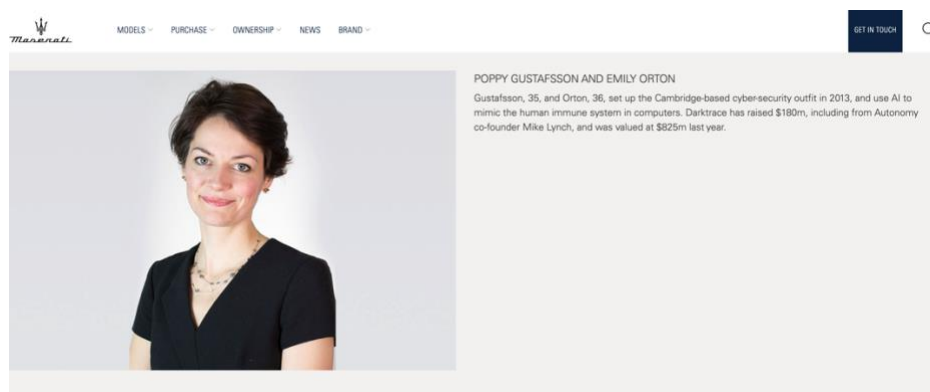 Maserati
MODELS
PURCHASE
OWNERSHIP
NEWS
BRAND
GET IN TOUCH
POPPY GUSTAFSSON AND EMILY ORTON
Gustafsson, 35, and Orton, 36, set up the Cambridge-based cyber-security outfit in 2013, and use AI to
mimic the human immune system in computers. Darktrace has raised $180m, including from Autonomy
co-founder Mike Lynch, and was valued at $825m last year.